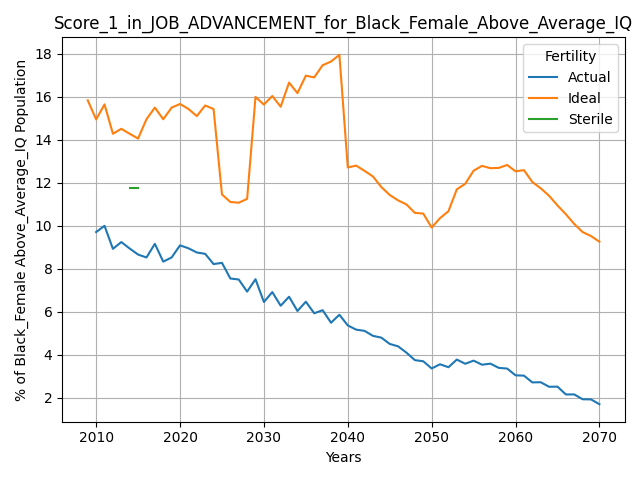 Score_1_in_JOB_ADVANCEMENT_for_Black_Female_Above_Average_IQ
% of Black_Female Above_Average_IQ Population
18
16
14
12
10
8
6
4
2
Fertility
Actual
Ideal
Sterile
2010 2020 2030 2040 2050 2060 2070
Years